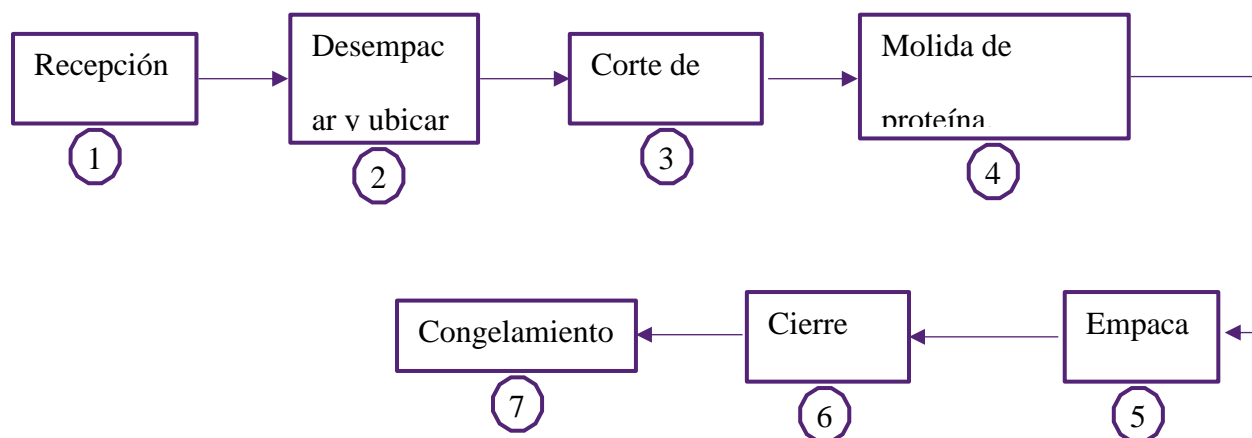 Recepción
1
Desempac
ar y ubicar
2
Corte de
3
Molida de
proteína
4
Empaca
5
Cierre
6
Congelamiento
7